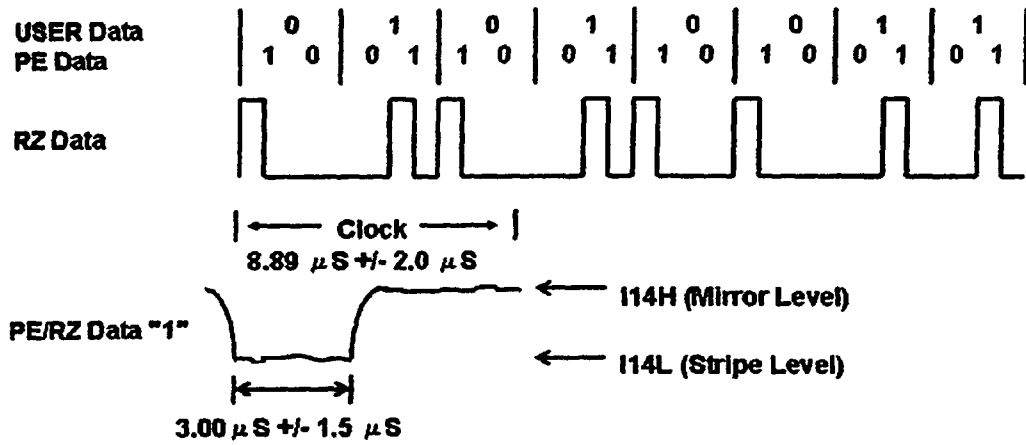 USER Data 0 1 0 1 0 0 1 1
PE Data 1 0 0 1 1 0 0 1 1 0 1 0 0 1 0 1
RZ Data
Clock
8.89 μS +/- 2.0 μS
I14H (Mirror Level)
PE/RZ Data "1"
I14L (Stripe Level)
3.00 μS +/- 1.5 μS